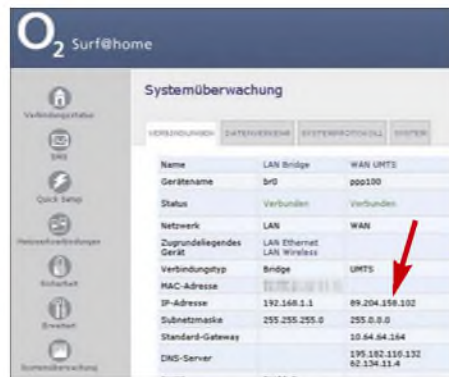 O2 Surf@home
Systemüberwachung
Verbindungsstatus
SMS
Quick Setup
Netzwerkverbindungen
Sicherheit
Erweitert
Systemüberwachung
VERBINDUNGEN DATENVERKEHR SYSTEMPROTOKOLL SYSTEM
Name LAN Bridge WAN UMTS
Gerätename br0 ppp100
Status Verbunden Verbunden
Netzwerk LAN WAN
Zugrundeliegendes Gerät LAN Ethernet LAN Wireless
Verbindungstyp Bridge UMTS
MAC-Adresse
IP-Adresse 192.168.1.1 89.204.158.102
Subnetzmaske 255.255.255.0 255.0.0.0
Standard-Gateway 10.64.64.164
DNS-Server 195.182.110.132 62.134.11.4